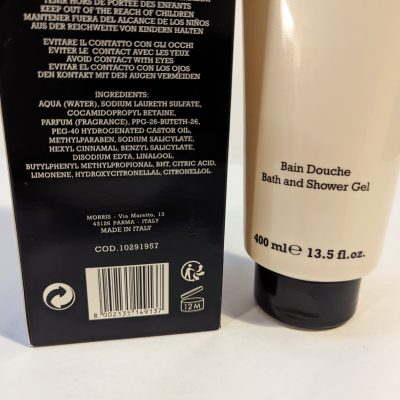 TENIR HORS DE PORTÉE DES ENFANTS
KEEP OUT OF THE REACH OF CHILDREN
MANTENER FUERA DEL ALCANCE DE LOS NIÑOS
AUS DER REICHWEITE VON KINDERN HALTEN
EVITARE IL CONTATTO CON GLI OCCHI
EVITER LE CONTACT AVEC LES YEUX
AVOID CONTACT WITH EYES
EVITAR EL CONTACTO CON LOS OJOS
DEN KONTAKT MIT DEN AUGEN VERMEIDEN
INGREDIENTS:
AQUA (WATER), SODIUM LAURETH SULFATE,
COCAMIDOPROPYL BETAINE,
PARFUM (FRAGRANCE), PPG-26-BUTETH-26,
PEG-40 HYDROGENATED CASTOR OIL,
METHYLPARABEN, SODIUM SALICYLATE,
HEXYL CINNAMAL, BENZYL SALICYLATE,
DISODIUM EDTA, LINALOOL,
BUTYLPHENYL METHYLPROPIONAL, BHT, CITRIC ACID,
LIMONENE, HYDROXYCITRONELLAL, CITRONELLOL.
MORRIS - Via Maretto, 13
43126 PARMA - ITALY
MADE IN ITALY
COD.10291957
8 002135 149137
12M
Bain Douche
Bath and Shower Gel
400 ml℮ 13.5 fl.oz.